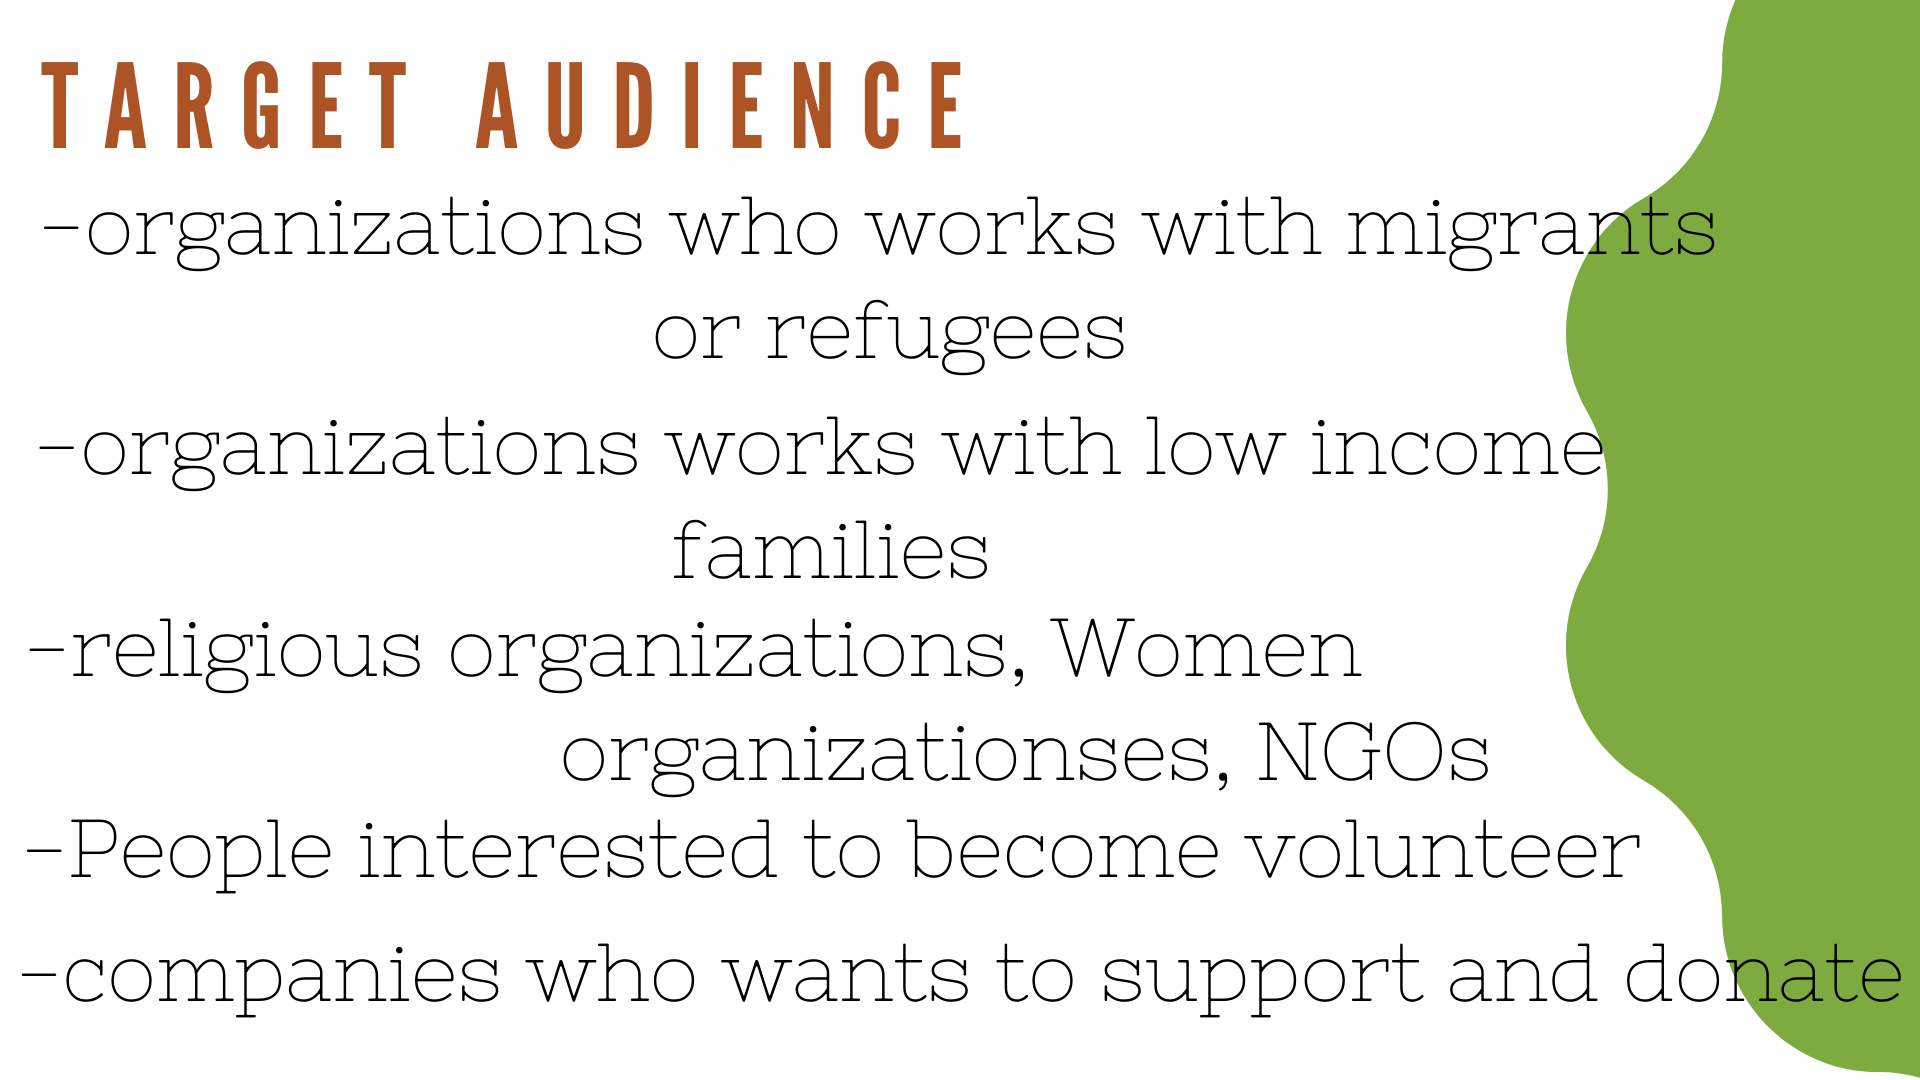 TARGET AUDIENCE
-organizations who works with migrants
or refugees
-organizations works with low income
families
-religious organizations, Women
organizationses, NGOs
-People interested to become volunteer
-companies who wants to support and donate